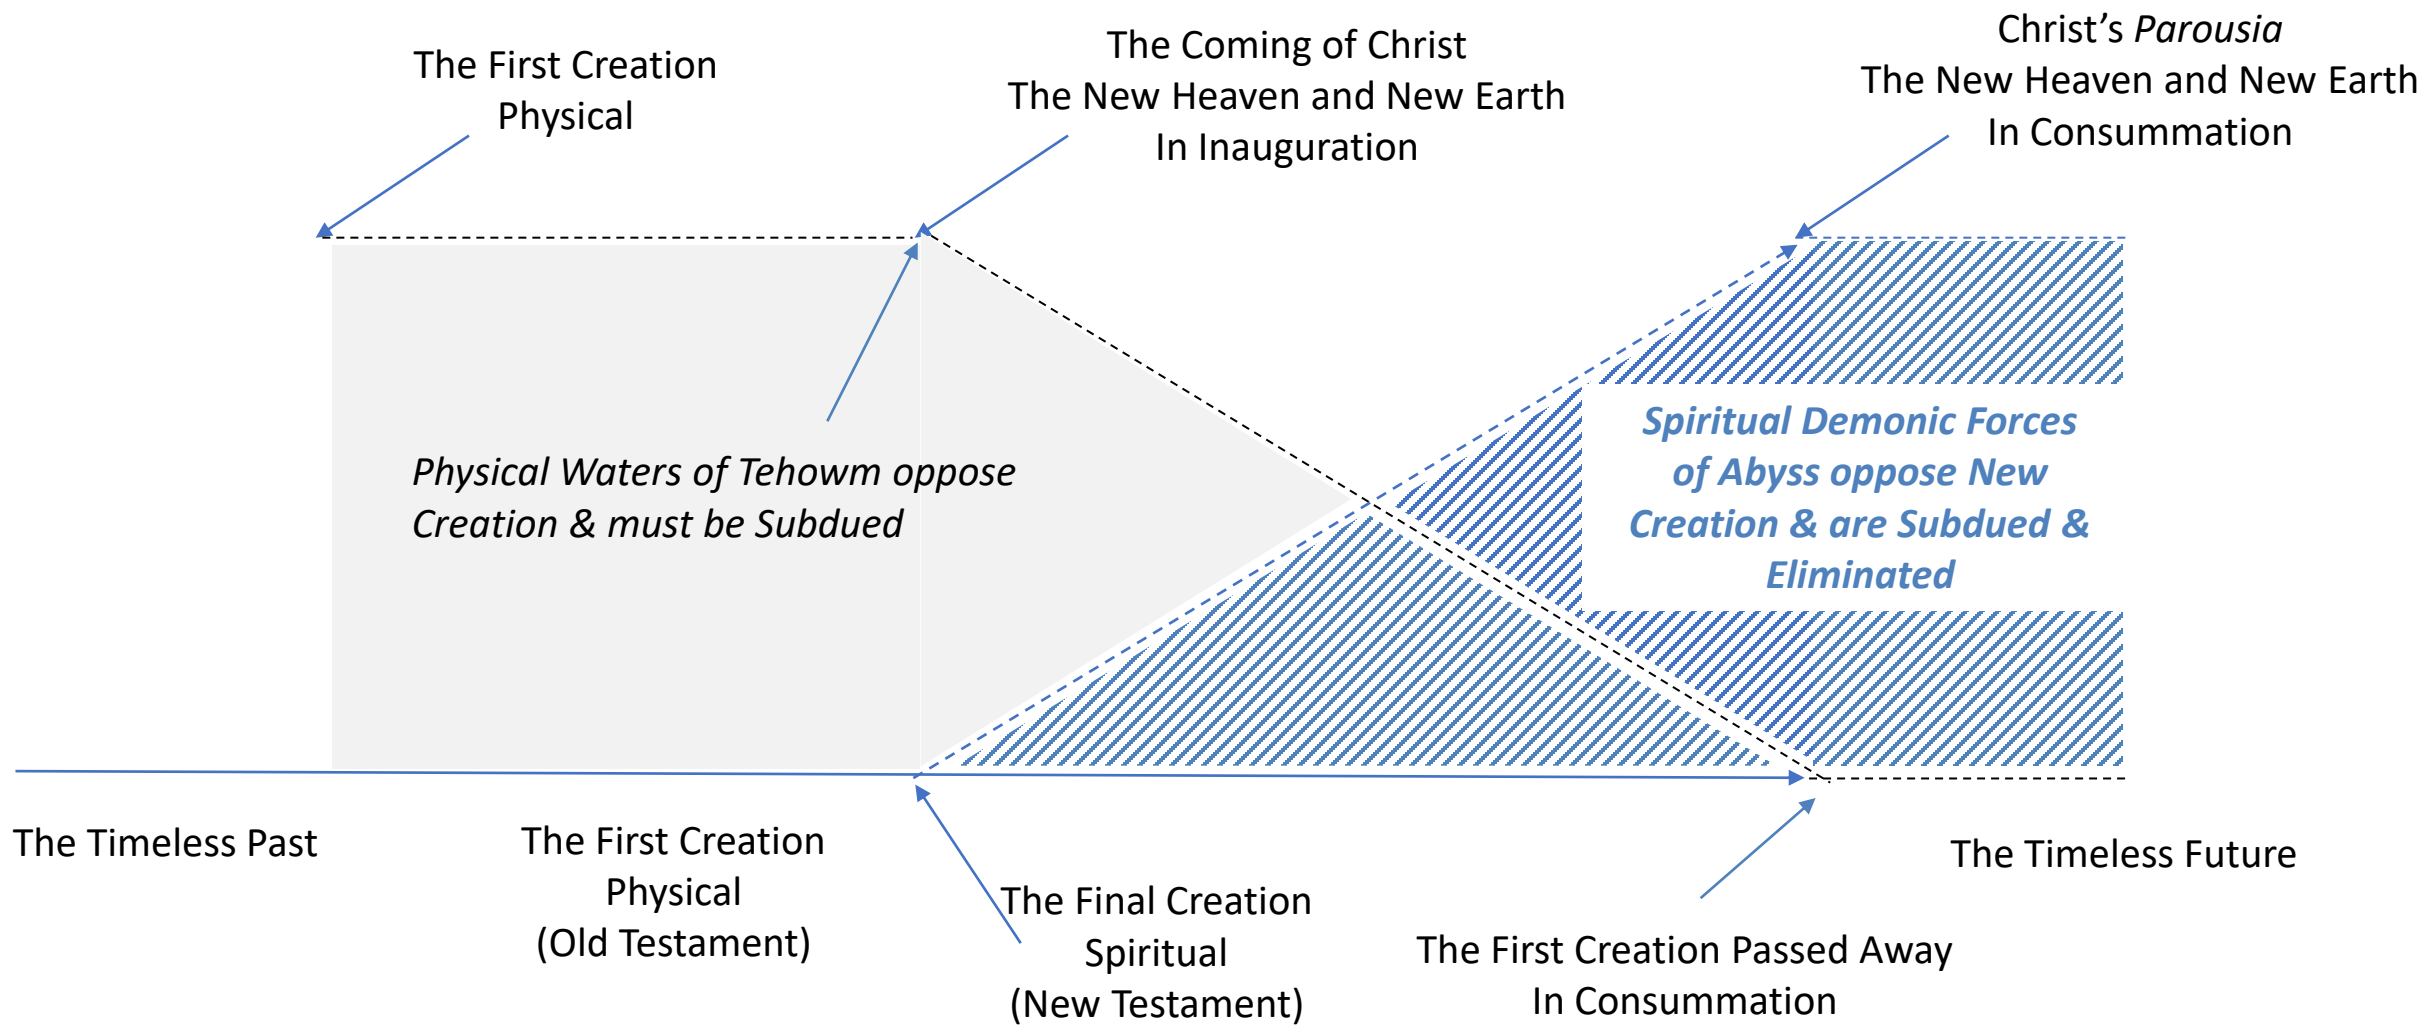 The First Creation
Physical
The Coming of Christ
The New Heaven and New Earth
In Inauguration
Christ’s Parousia
The New Heaven and New Earth
In Consummation
Physical Waters of Tehowm oppose
Creation & must be Subdued
Spiritual Demonic Forces
of Abyss oppose New
Creation & are Subdued &
Eliminated
The Timeless Past
The First Creation
Physical
(Old Testament)
The Final Creation
Spiritual
(New Testament)
The First Creation Passed Away
In Consummation
The Timeless Future